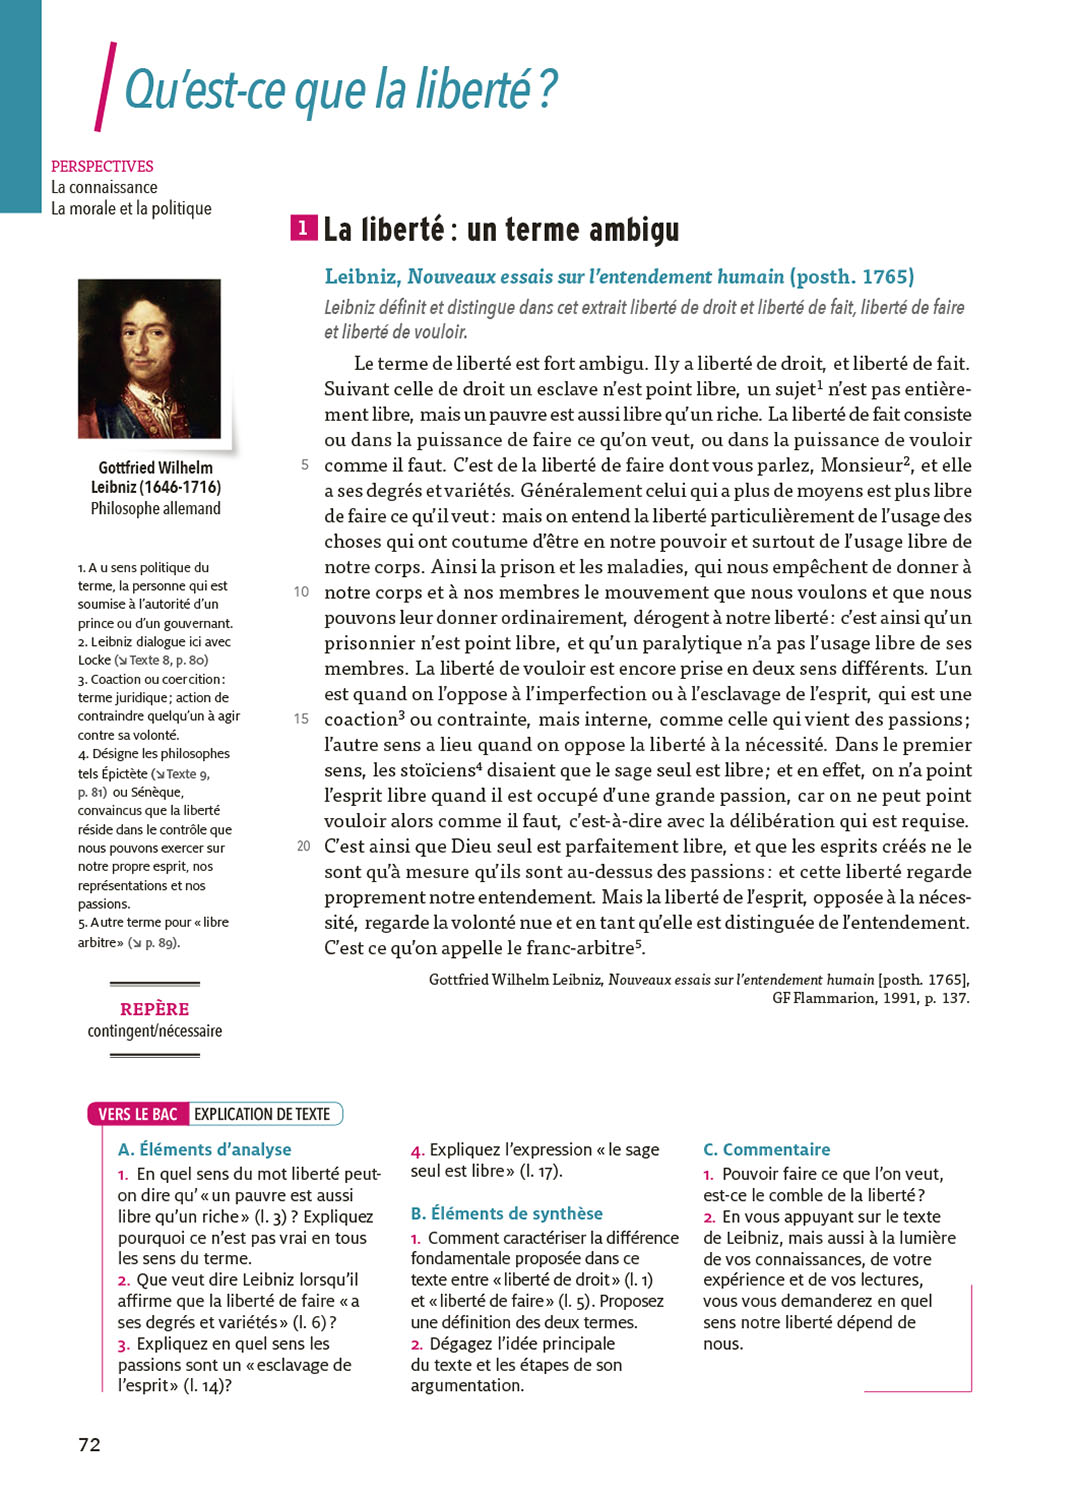 Qu'est-ce que la liberté ?
PERSPECTIVES
La connaissance
La morale et la politique
1 La liberté : un terme ambigu
Leibniz, Nouveaux essais sur l'entendement humain (posth. 1765)
Leibniz définit et distingue dans cet extrait liberté de droit et liberté de fait, liberté de faire
et liberté de vouloir.
Le terme de liberté est fort ambigu. Il y a liberté de droit, et liberté de fait.
Suivant celle de droit un esclave n'est point libre, un sujet¹ n'est pas entière-
ment libre, mais un pauvre est aussi libre qu'un riche. La liberté de fait consiste
ou dans la puissance de faire ce qu'on veut, ou dans la puissance de vouloir
5 comme il faut. C'est de la liberté de faire dont vous parlez, Monsieur², et elle
a ses degrés et variétés. Généralement celui qui a plus de moyens est plus libre
de faire ce qu'il veut : mais on entend la liberté particulièrement de l'usage des
choses qui ont coutume d'être en notre pouvoir et surtout de l'usage libre de
notre corps. Ainsi la prison et les maladies, qui nous empêchent de donner à
10 notre corps et à nos membres le mouvement que nous voulons et que nous
pouvons leur donner ordinairement, dérogent à notre liberté : c'est ainsi qu'un
prisonnier n'est point libre, et qu'un paralytique n'a pas l'usage libre de ses
membres. La liberté de vouloir est encore prise en deux sens différents. L'un
est quand on l'oppose à l'imperfection ou à l'esclavage de l'esprit, qui est une
15 coaction³ ou contrainte, mais interne, comme celle qui vient des passions ;
l'autre sens a lieu quand on oppose la liberté à la nécessité. Dans le premier
sens, les stoïciens⁴ disaient que le sage seul est libre ; et en effet, on n'a point
l'esprit libre quand il est occupé d'une grande passion, car on ne peut point
vouloir alors comme il faut, c'est-à-dire avec la délibération qui est requise.
20 C'est ainsi que Dieu seul est parfaitement libre, et que les esprits créés ne le
sont qu'à mesure qu'ils sont au-dessus des passions : et cette liberté regarde
proprement notre entendement. Mais la liberté de l'esprit, opposée à la néces-
sité, regarde la volonté nue et en tant qu'elle est distinguée de l'entendement.
C'est ce qu'on appelle le franc-arbitre⁵.
Gottfried Wilhelm Leibniz, Nouveaux essais sur l'entendement humain [posth. 1765],
GF Flammarion, 1991, p. 137.
Gottfried Wilhelm
Leibniz (1646-1716)
Philosophe allemand
1. A u sens politique du
terme, la personne qui est
soumise à l'autorité d'un
prince ou d'un gouvernant.
2. Leibniz dialogue ici avec
Locke (↘ Texte 8, p. 80)
3. Coaction ou coercition :
terme juridique ; action de
contraindre quelqu'un à agir
contre sa volonté.
4. Désigne les philosophes
tels Épictète (↘ Texte 9,
p. 81) ou Sénèque,
convaincus que la liberté
réside dans le contrôle que
nous pouvons exercer sur
notre propre esprit, nos
représentations et nos
passions.
5. Autre terme pour « libre
arbitre » (↘ p. 89).
REPÈRE
contingent/nécessaire
VERS LE BAC EXPLICATION DE TEXTE
A. Éléments d'analyse
1. En quel sens du mot liberté peut-
on dire qu' « un pauvre est aussi
libre qu'un riche » (l. 3) ? Expliquez
pourquoi ce n'est pas vrai en tous
les sens du terme.
2. Que veut dire Leibniz lorsqu'il
affirme que la liberté de faire « a
ses degrés et variétés » (l. 6) ?
3. Expliquez en quel sens les
passions sont un « esclavage de
l'esprit » (l. 14)?
4. Expliquez l'expression « le sage
seul est libre » (l. 17).
B. Éléments de synthèse
1. Comment caractériser la différence
fondamentale proposée dans ce
texte entre « liberté de droit » (l. 1)
et « liberté de faire » (l. 5). Proposez
une définition des deux termes.
2. Dégagez l'idée principale
du texte et les étapes de son
argumentation.
C. Commentaire
1. Pouvoir faire ce que l'on veut,
est-ce le comble de la liberté ?
2. En vous appuyant sur le texte
de Leibniz, mais aussi à la lumière
de vos connaissances, de votre
expérience et de vos lectures,
vous vous demanderez en quel
sens notre liberté dépend de
nous.
72